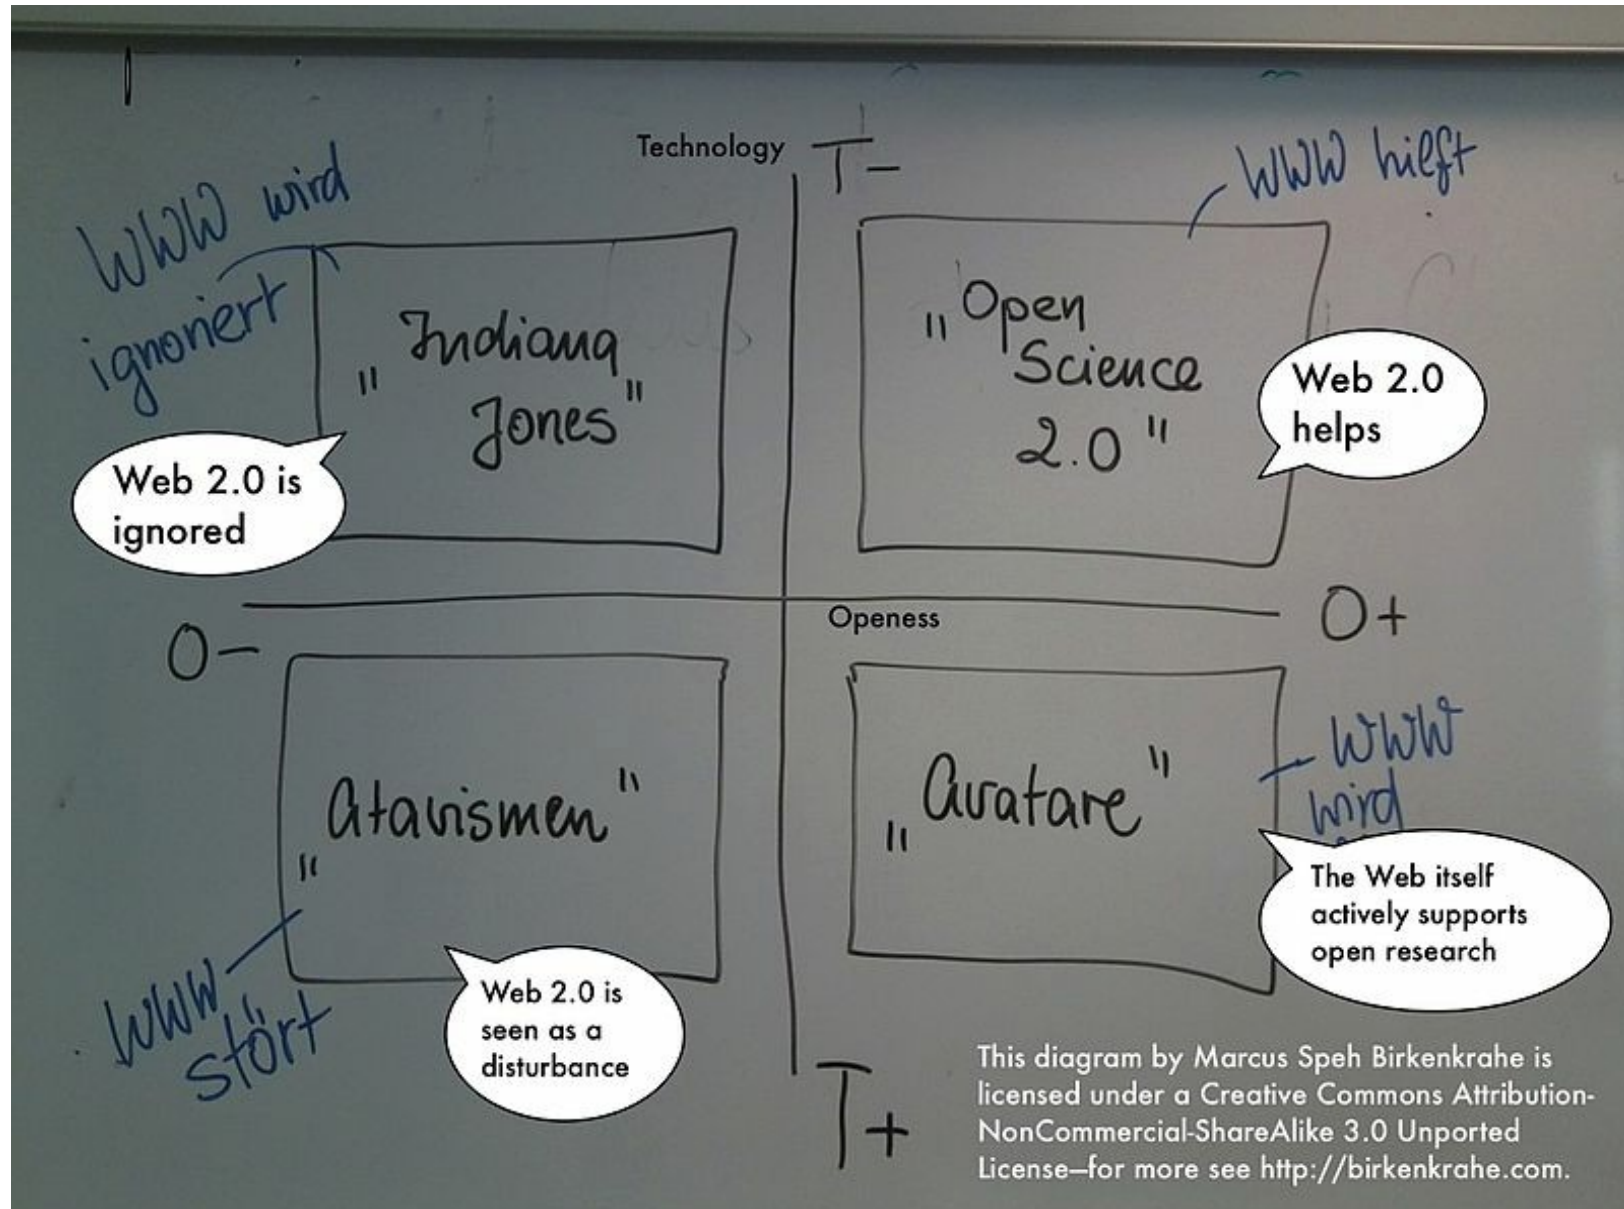 Technology
T-
WWW wird
ignoriert
„Indiana
Jones"
Web 2.0 is
ignored
WWW hilft
„Open
Science
2.0"
Web 2.0
helps
O-
Openess
O+
„Atavismen"
WWW
stört
Web 2.0 is
seen as a
disturbance
„Avatare"
WWW
wird
The Web itself
actively supports
open research
T+
This diagram by Marcus Speh Birkenkrahe is
licensed under a Creative Commons Attribution-
NonCommercial-ShareAlike 3.0 Unported
License—for more see http://birkenkrahe.com.